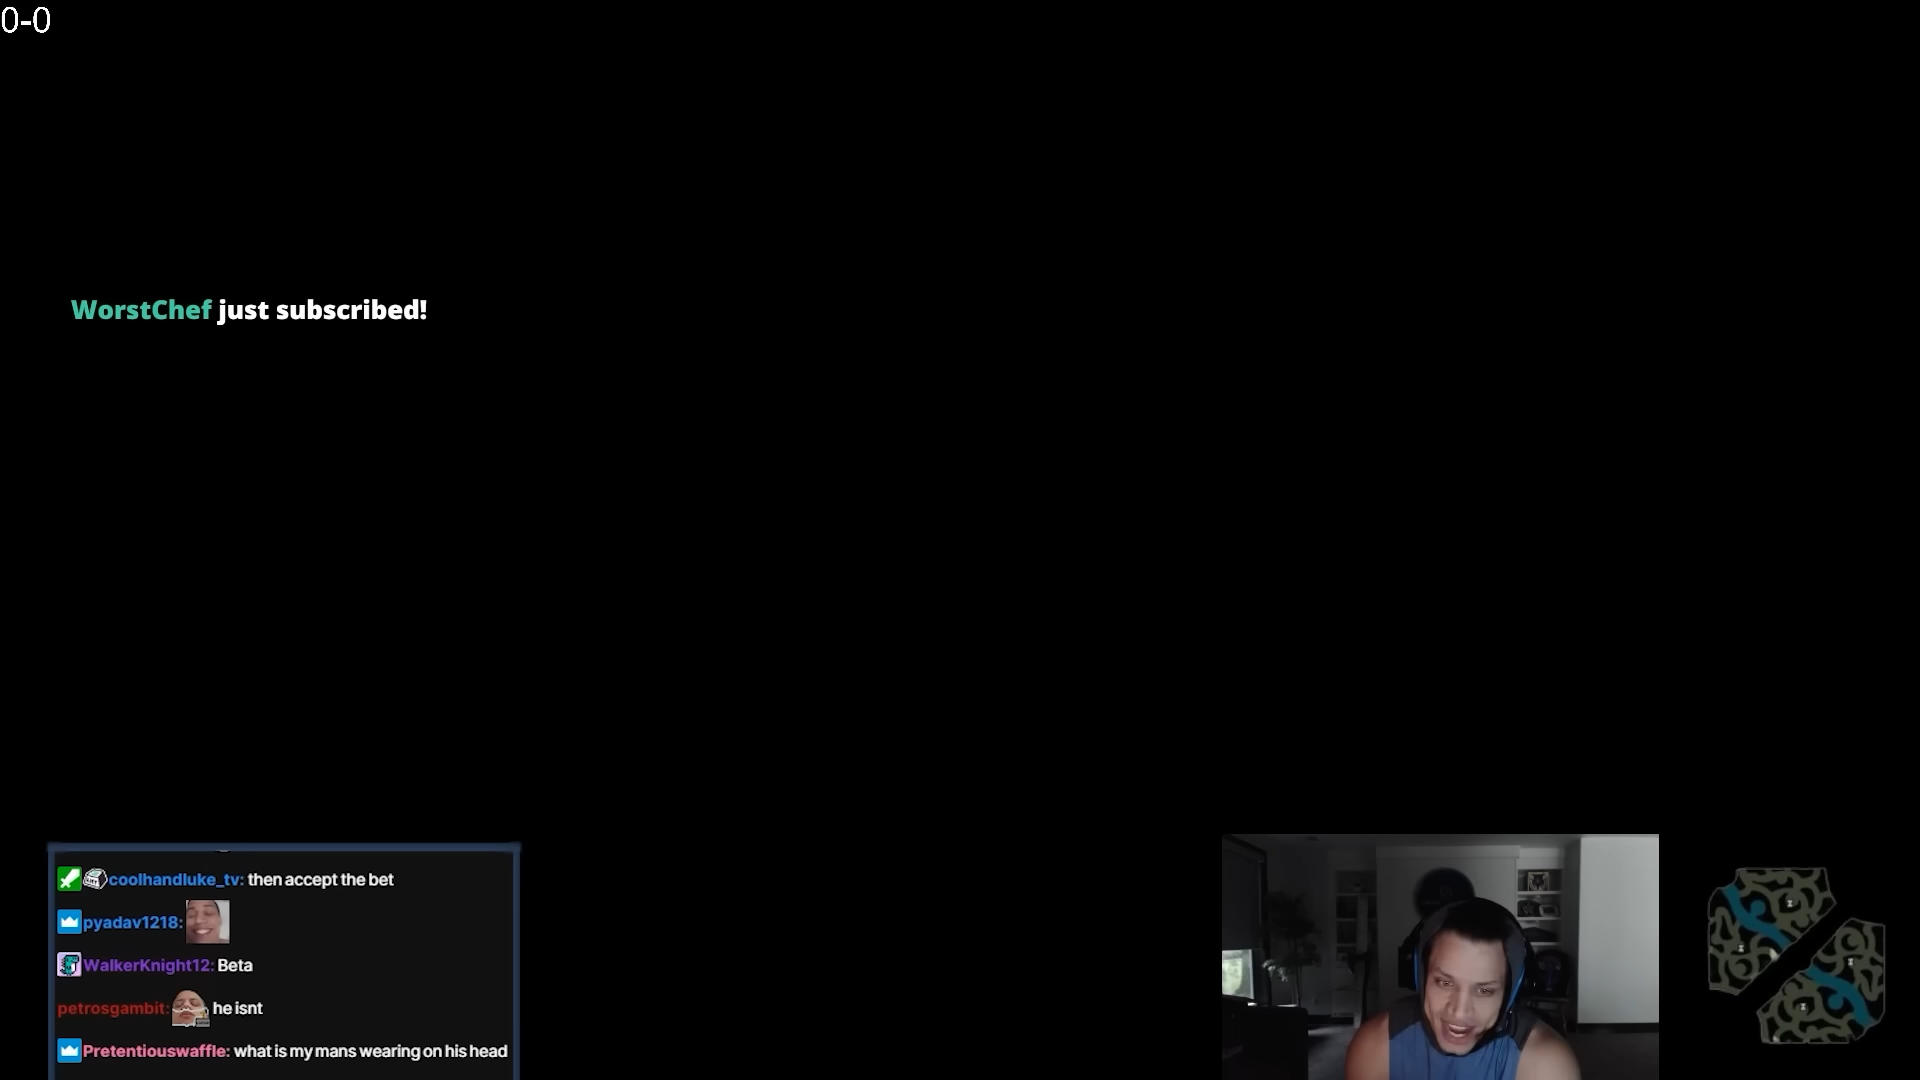 0-0
WorstChef just subscribed!
coolhandluke_tv: then accept the bet
pyadav1218:
WalkerKnight12: Beta
petrosgambit: he isnt
Pretentiouswaffle: what is my mans wearing on his head